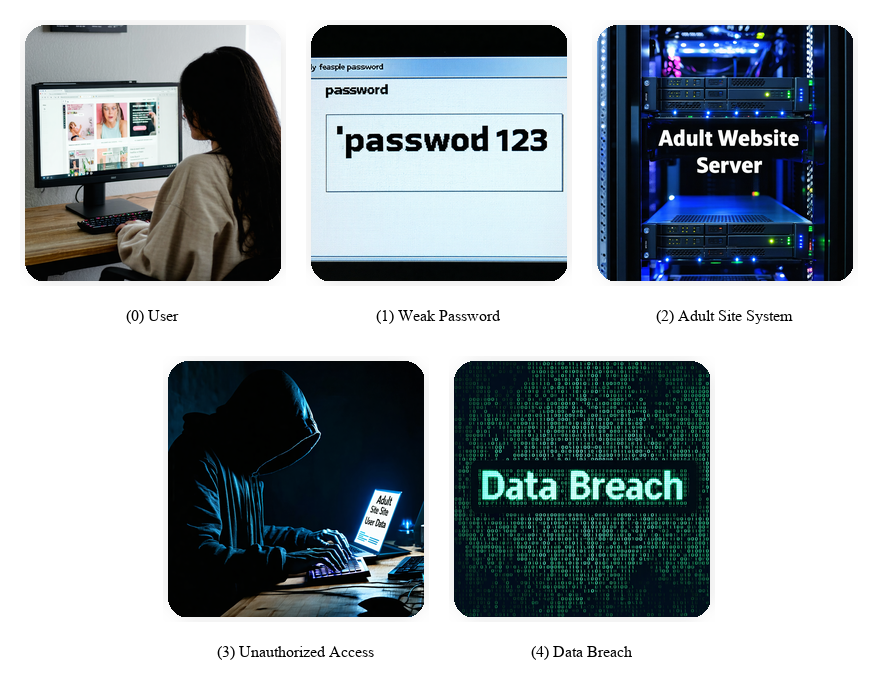 ly feasple password
password
'passwod 123
Adult Website
Server
(0) User
(1) Weak Password
(2) Adult Site System
Adult
Site Site
User Data
Data Breach
(3) Unauthorized Access
(4) Data Breach